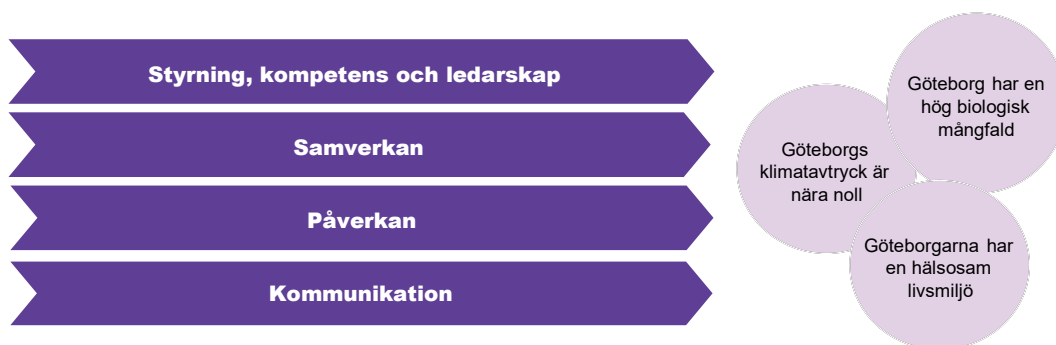 Styrning, kompetens och ledarskap
Samverkan
Påverkan
Kommunikation
Göteborg har en
hög biologisk
mångfald
Göteborgs
klimatavtryck är
nära noll
Göteborgarna har
en hälsosam
livsmiljö